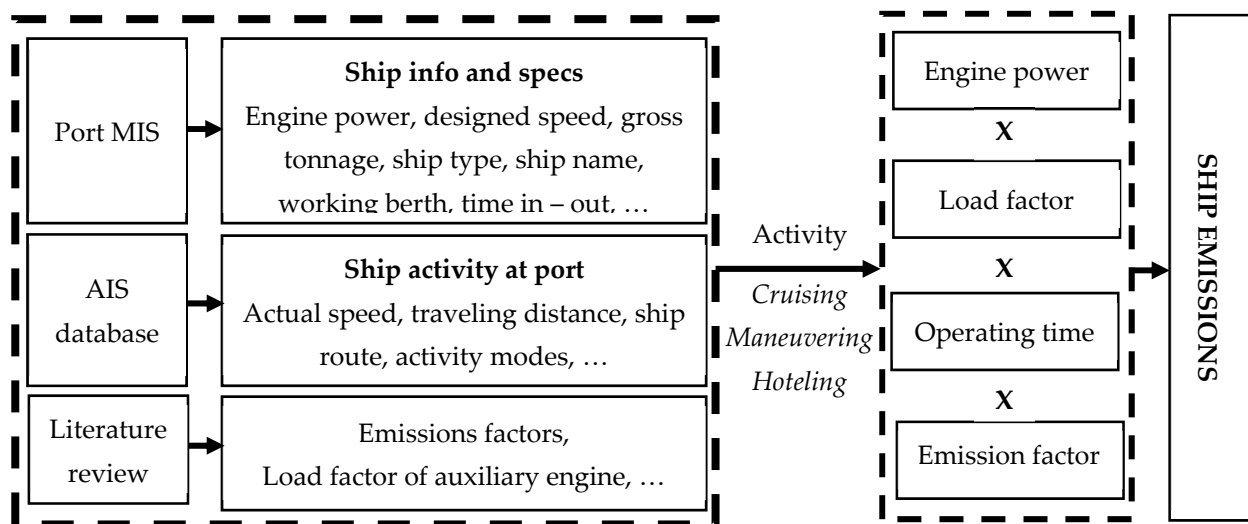 Port MIS
Ship info and specs
Engine power, designed speed, gross
tonnage, ship type, ship name,
working berth, time in – out, …
AIS
database
Ship activity at port
Actual speed, traveling distance, ship
route, activity modes, …
Literature
review
Emissions factors,
Load factor of auxiliary engine, …
Activity
Cruising
Maneuvering
Hoteling
Engine power
X
Load factor
X
Operating time
X
Emission factor
SHIP EMISSIONS